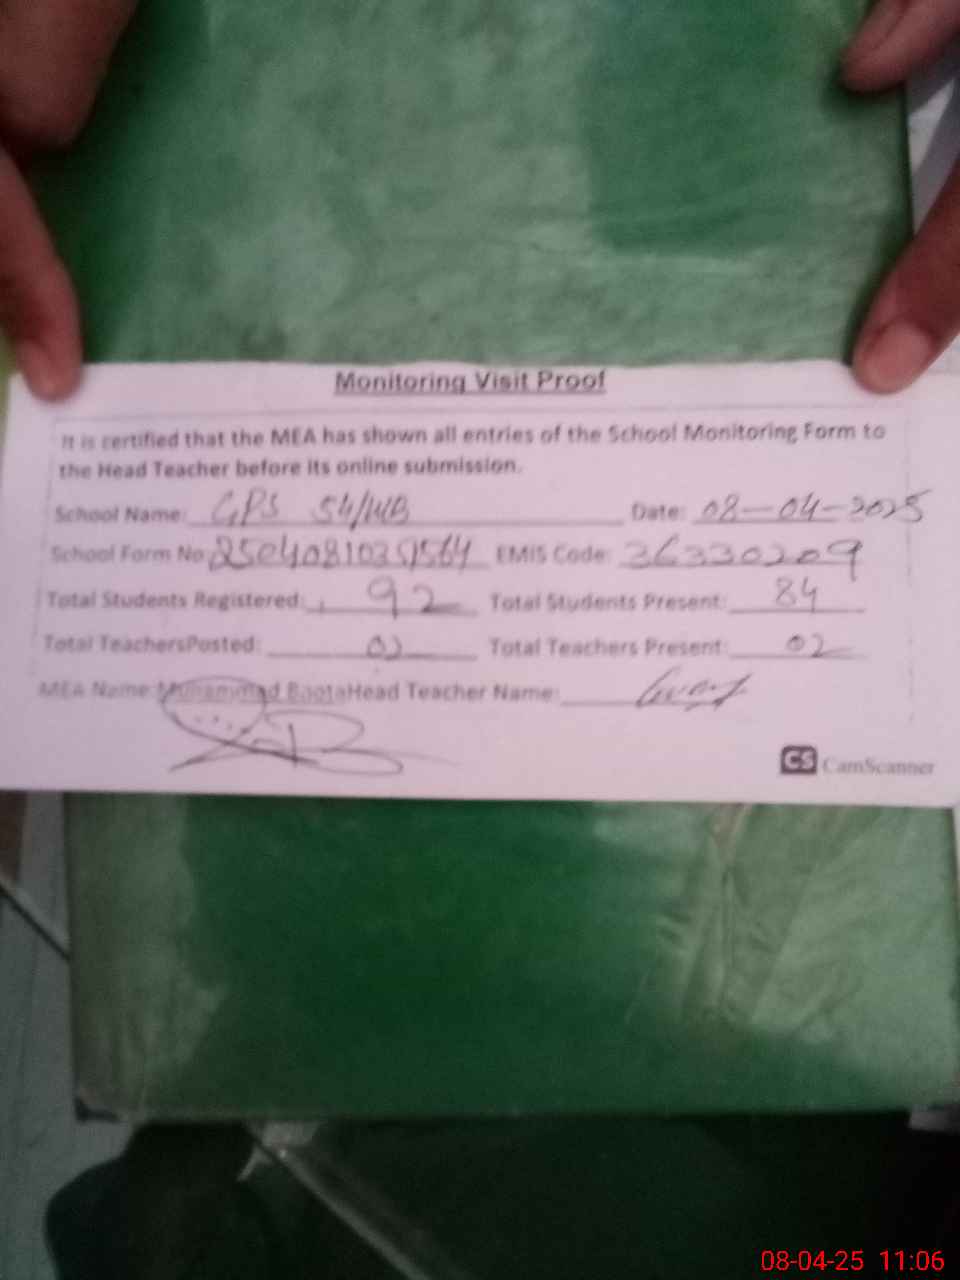 Monitoring Visit Proof
It is certified that the MEA has shown all entries of the School Monitoring Form to
the Head Teacher before its online submission.
School Name: GPS 54/WB Date: 08-04-2025
School Form No: EMIS Code: 36330209
Total Students Registered: 92 Total Students Present: 84
Total TeachersPosted: 02 Total Teachers Present: 02
MEA Name: Muhammad BootaHead Teacher Name:
CS CamScanner
08-04-25 11:06